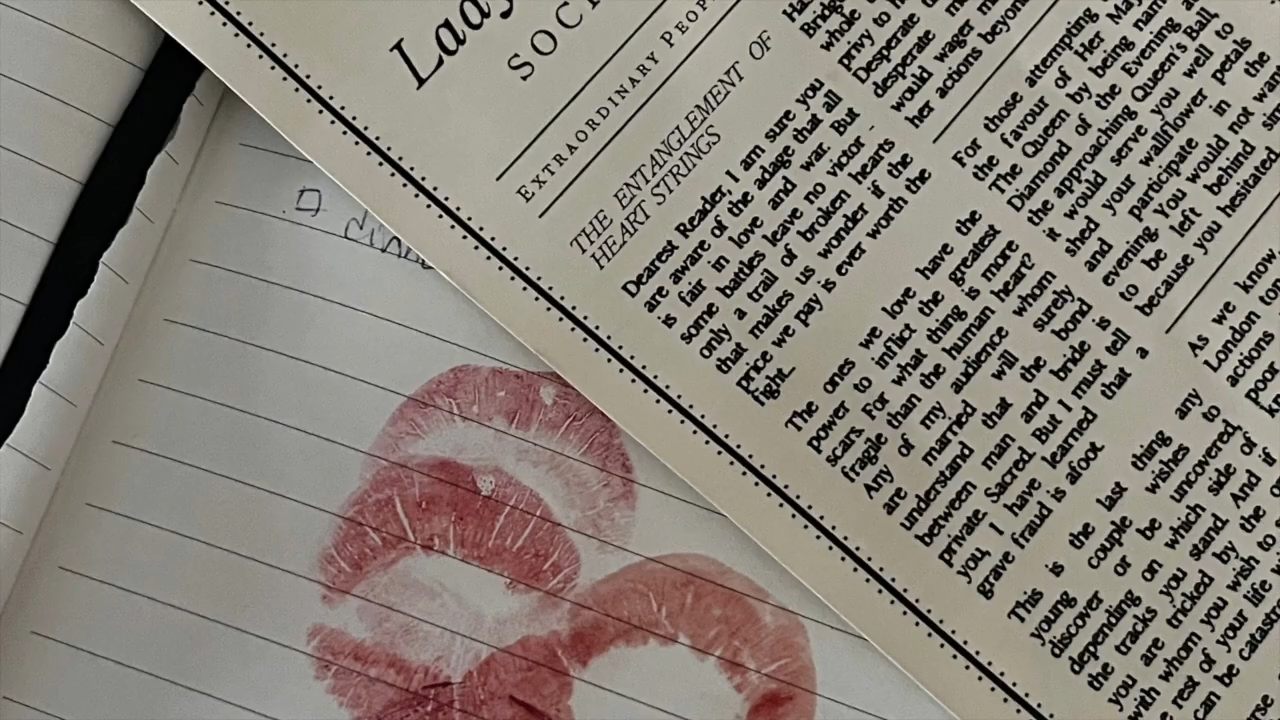 Lady
SOCI
EXTRAORDINARY PEOP
THE ENTANGLEMENT OF
HEART STRINGS
Dearest Reader, I am sure you
are aware of the adage that all
is fair in love and war. But
some battles leave no victor -
only a trail of broken hearts
that makes us wonder if the
price we pay is ever worth the
fight...
The ones we love have the
power to inflict the greatest
scars. For what thing is more
fragile than the human heart?
Any of my audience whom
are married will surely
understand that the bond
between man and bride is
private. Sacred. But I must tell
you, I have learned that a
grave fraud is afoot
This is the last thing any
young couple wishes to
discover or be uncovered,
depending on which side of
the tracks you stand. And if
you are tricked by the
with whom you wish to
rest of your life
can be catastro
Bridg
whole
privy to
Desperate
desperate
would wager
her actions beyond
For those attempting
the favour of Her Maj
The Queen by being nam
Diamond of the Evening a
the approaching Queen's Ball,
it would serve you well to
shed your wallflower petals
and participate in the
evening. You would not wan
to be left behind sim
because you hesitated.
As we know,
London
actions
poor